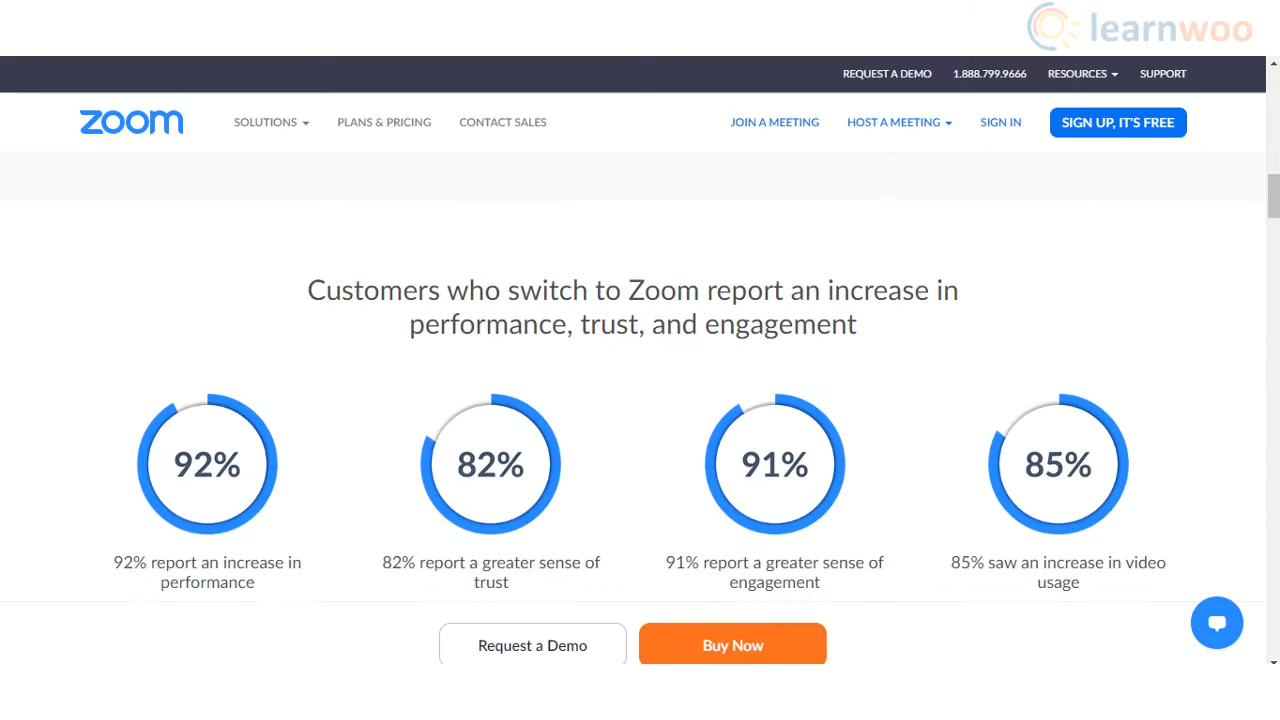 learnwoo
REQUEST A DEMO 1.888.799.9666 RESOURCES SUPPORT
zoom SOLUTIONS PLANS & PRICING CONTACT SALES JOIN A MEETING HOST A MEETING SIGN IN SIGN UP, IT'S FREE
Customers who switch to Zoom report an increase in
performance, trust, and engagement
92% 82% 91% 85%
92% report an increase in
performance
82% report a greater sense of
trust
91% report a greater sense of
engagement
85% saw an increase in video
usage
Request a Demo Buy Now